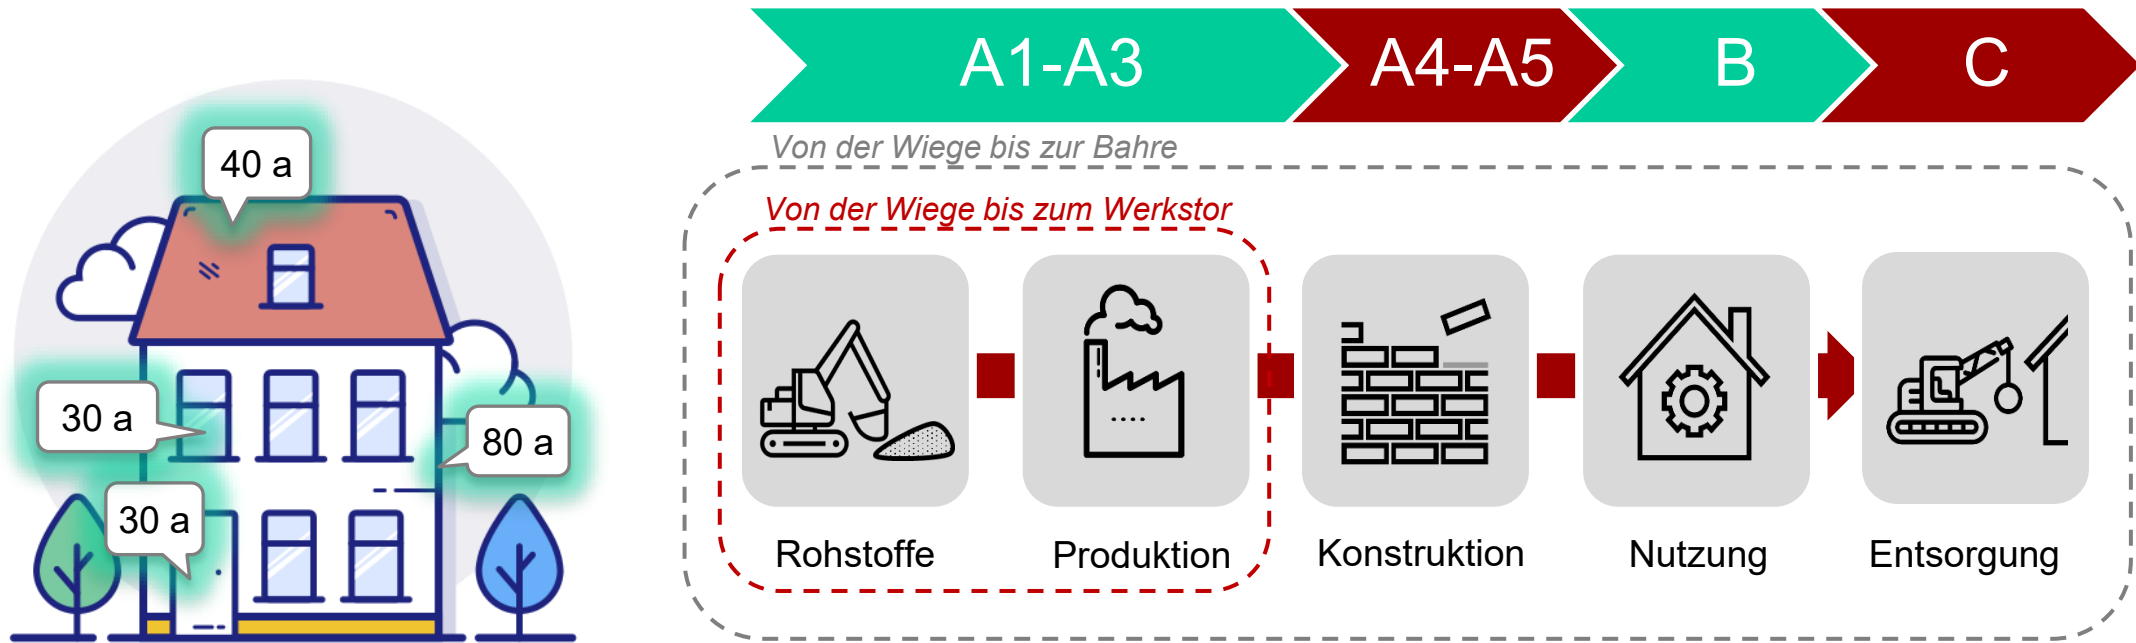 40 a
30 a
80 a
30 a
A1-A3
A4-A5
B
C
Von der Wiege bis zur Bahre
Von der Wiege bis zum Werkstor
Rohstoffe
Produktion
Konstruktion
Nutzung
Entsorgung